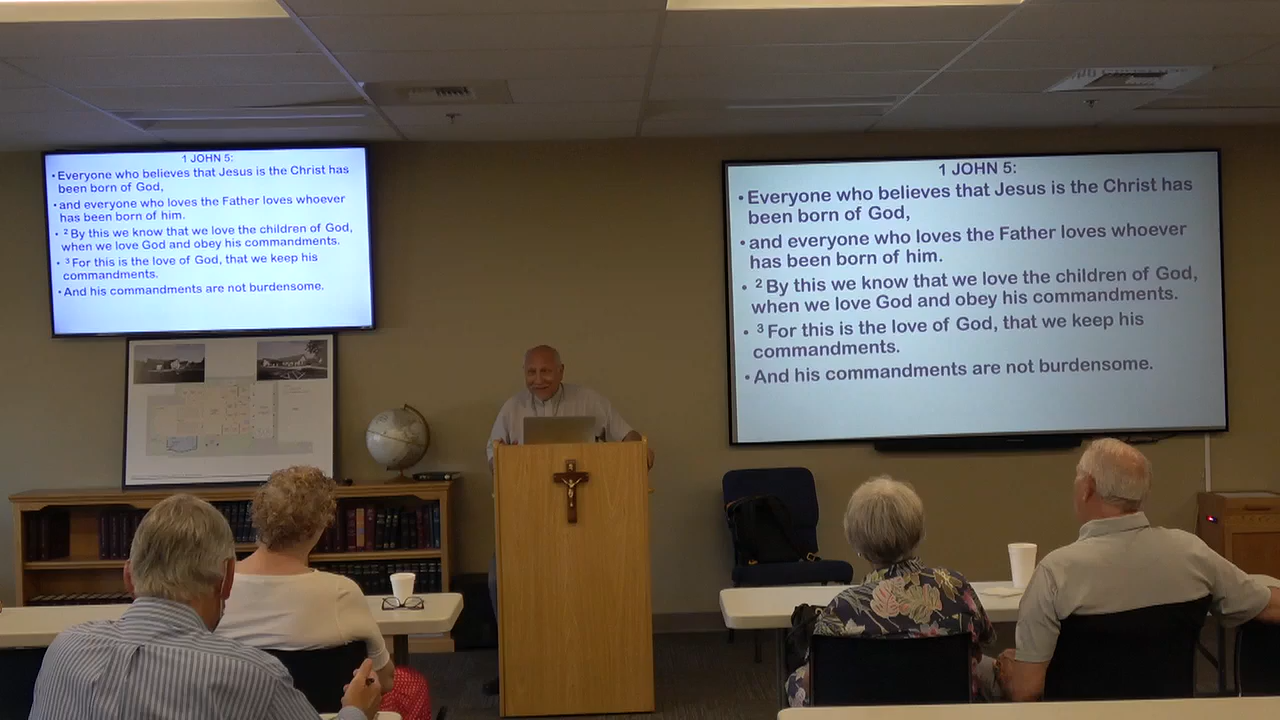 1 JOHN 5:
• Everyone who believes that Jesus is the Christ has
been born of God,
• and everyone who loves the Father loves whoever
has been born of him.
• ² By this we know that we love the children of God,
when we love God and obey his commandments.
• ³ For this is the love of God, that we keep his
commandments.
• And his commandments are not burdensome.
1 JOHN 5:
• Everyone who believes that Jesus is the Christ has
been born of God,
• and everyone who loves the Father loves whoever
has been born of him.
• ² By this we know that we love the children of God,
when we love God and obey his commandments.
• ³ For this is the love of God, that we keep his
commandments.
• And his commandments are not burdensome.